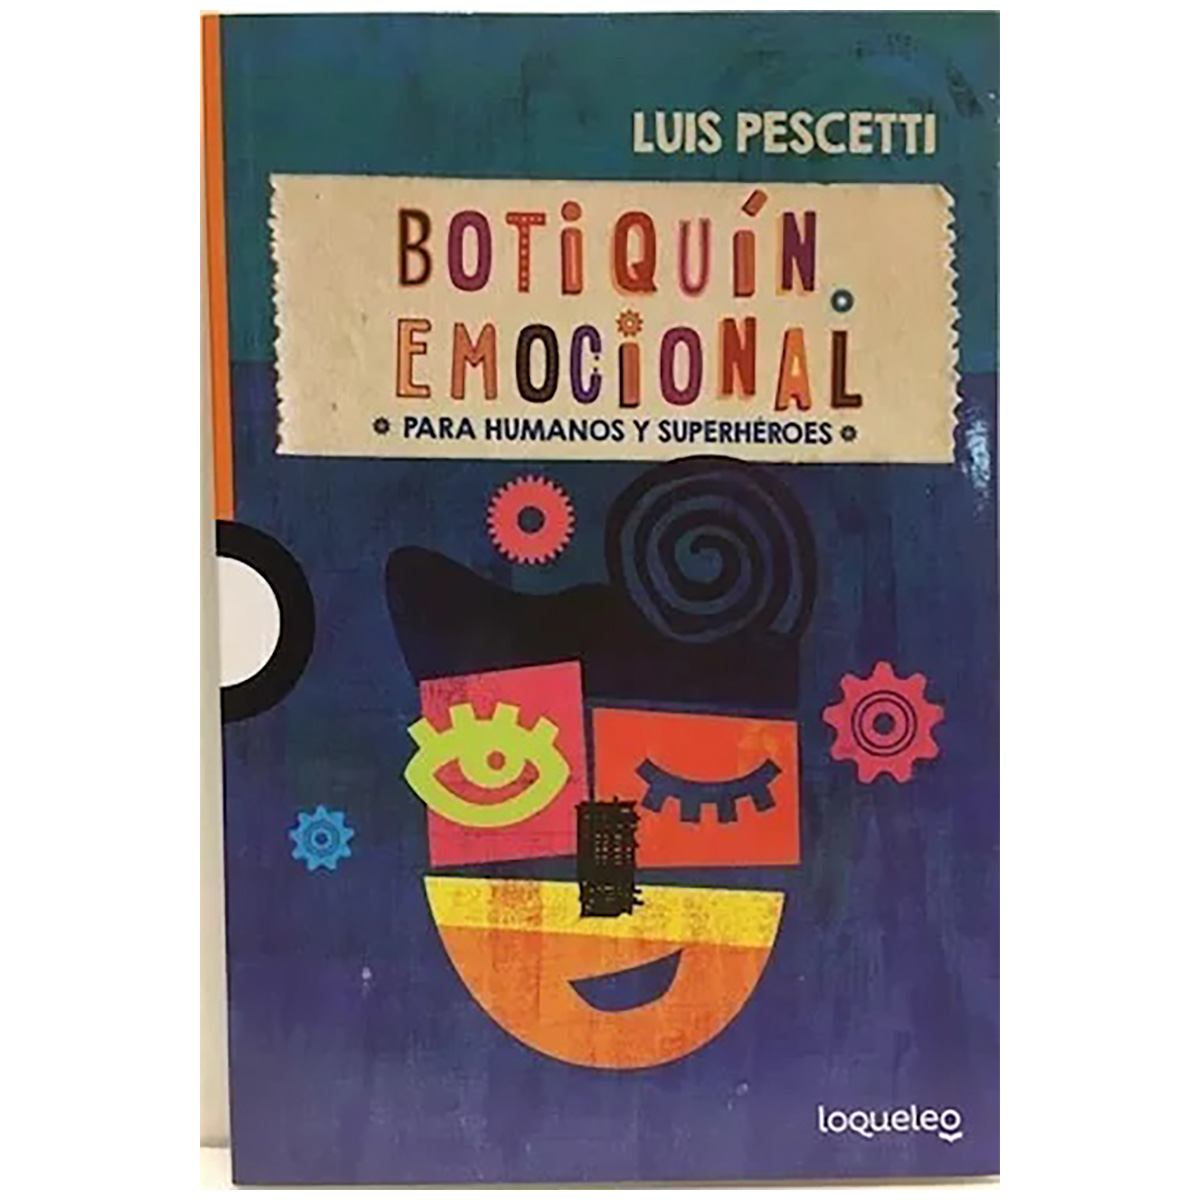 LUIS PESCETTI
BOTIQUÍN
EMOCIONAL
PARA HUMANOS Y SUPERHÉROES
loqueleo